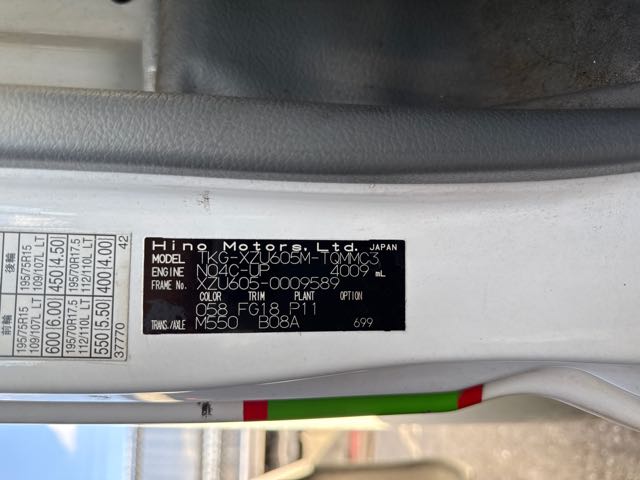 Hino Motors, Ltd. JAPAN
MODEL TKG-XZU605M-TQMMC3
ENGINE N04C-UP 4009 mL
FRAME No. XZU605-0009589
COLOR TRIM PLANT OPTION
058 FG18 P11
TRANS./AXLE M550 B08A 699
前輪 後輪
195/75R15 109/107L LT 195/75R15 109/107L LT
600(6.00) 450(4.50)
195/70R17.5 112/110L LT 195/70R17.5 112/110L LT
550(5.50) 400(4.00)
37770 42